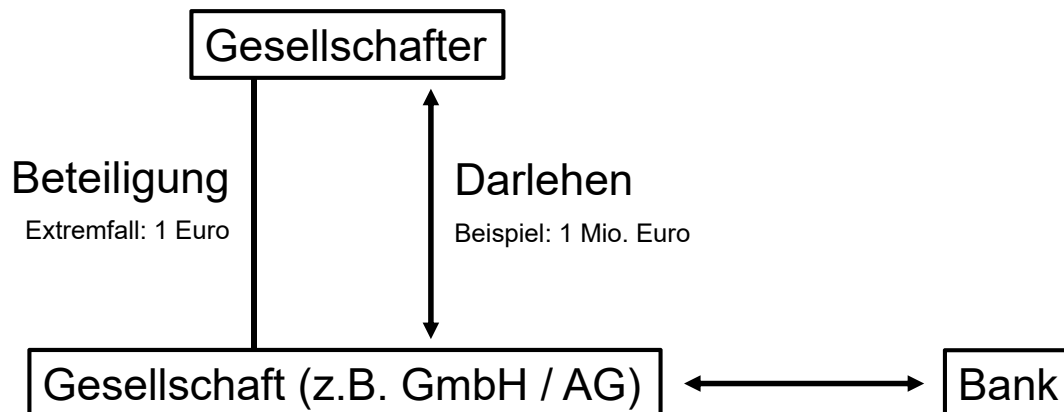 Gesellschafter
Beteiligung
Extremfall: 1 Euro
Darlehen
Beispiel: 1 Mio. Euro
Gesellschaft (z.B. GmbH / AG)
Bank